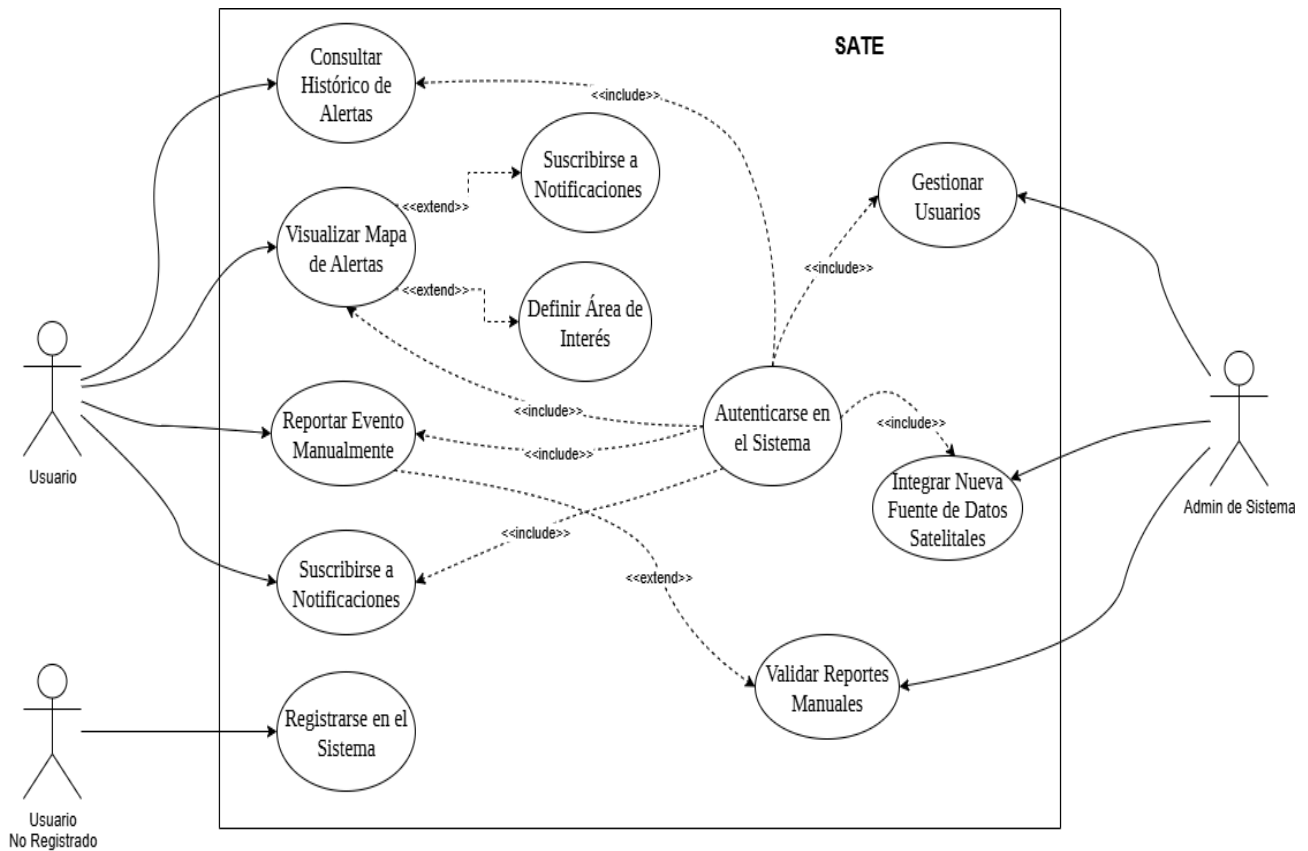 SATE
Consultar
Histórico de
Alertas
<<include>>
Suscribirse a
Notificaciones
Gestionar
Usuarios
<<extend>>
Visualizar Mapa
de Alertas
<<include>>
<<extend>>
Definir Área de
Interés
Reportar Evento
Manualmente
<<include>>
Autenticarse en
el Sistema
<<include>>
<<include>>
Usuario
Integrar Nueva
Fuente de Datos
Satelitales
Admin de Sistema
<<include>>
Suscribirse a
Notificaciones
<<extend>>
Validar Reportes
Manuales
Registrarse en el
Sistema
Usuario
No Registrado